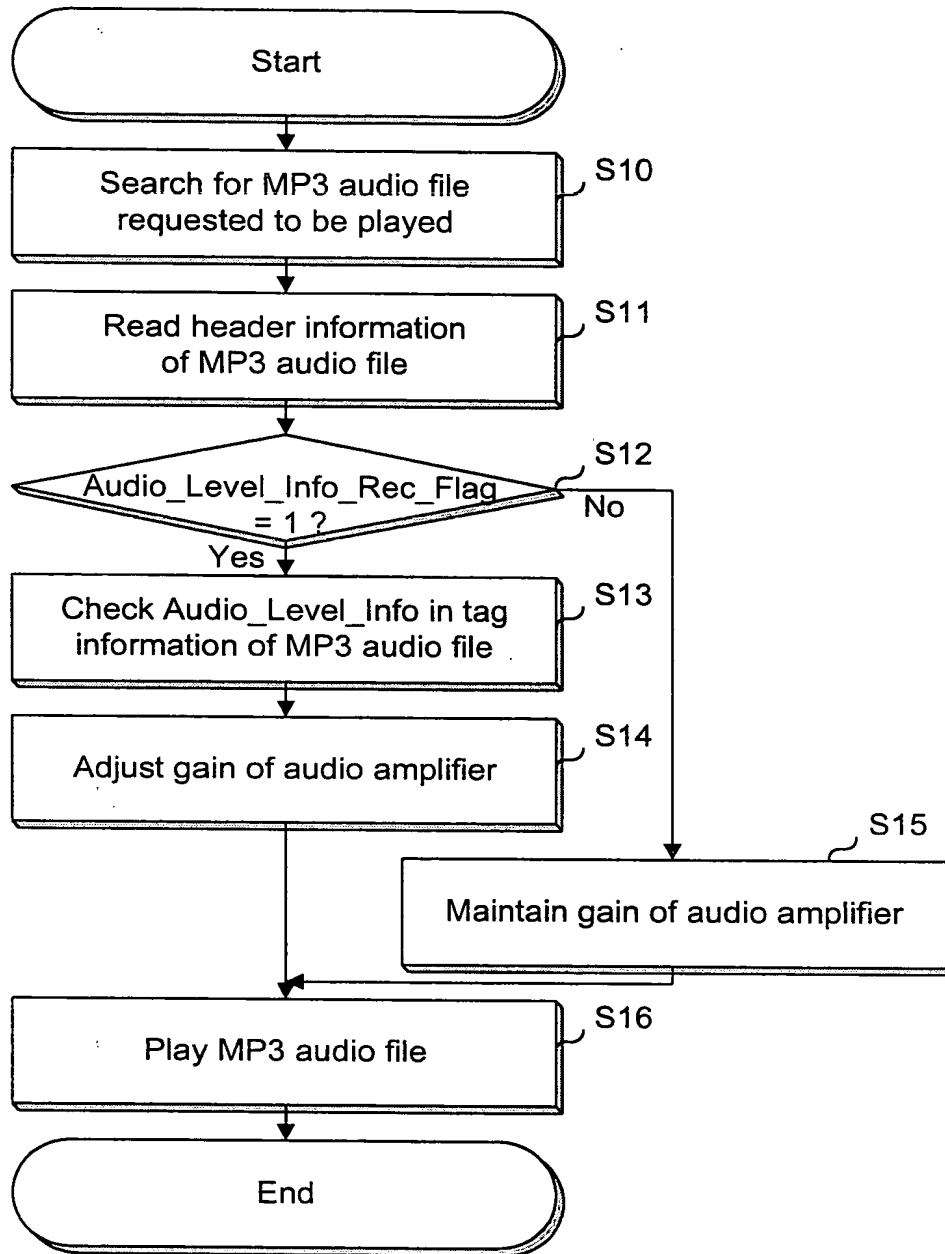 Start
S10
Search for MP3 audio file
requested to be played
S11
Read header information
of MP3 audio file
S12
Audio_Level_Info_Rec_Flag
= 1 ?
No
Yes
S13
Check Audio_Level_Info in tag
information of MP3 audio file
S14
Adjust gain of audio amplifier
S15
Maintain gain of audio amplifier
S16
Play MP3 audio file
End